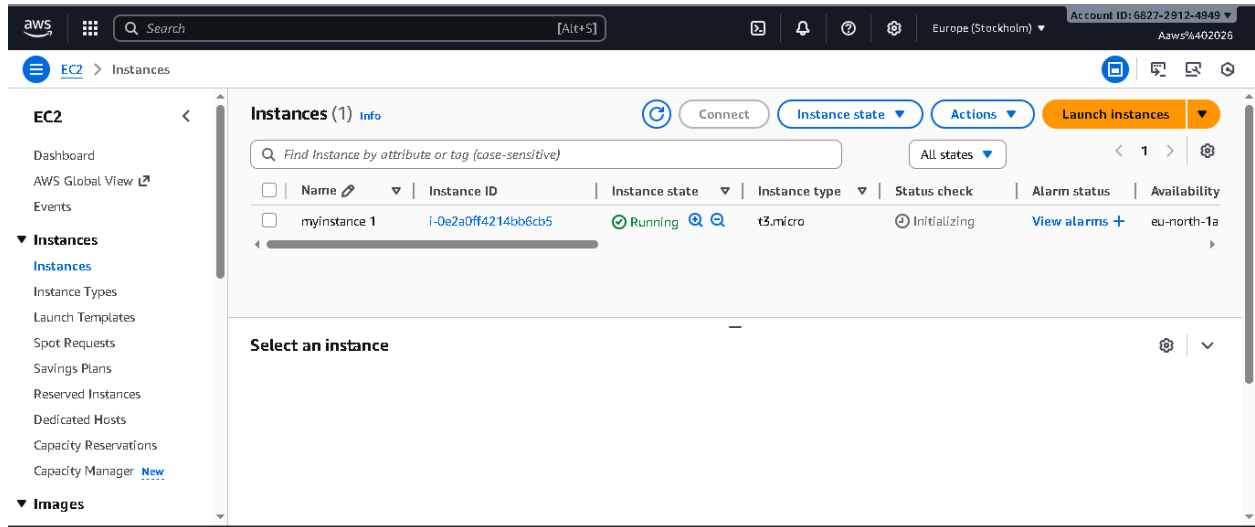 aws
Search [Alt+S] Europe (Stockholm) Account ID: 6827-2912-4949
Aaws%402026
EC2 > Instances
EC2
Dashboard
AWS Global View
Events
Instances
Instances
Instance Types
Launch Templates
Spot Requests
Savings Plans
Reserved Instances
Dedicated Hosts
Capacity Reservations
Capacity Manager New
Images
Instances (1) Info Connect Instance state Actions Launch instances
Find Instance by attribute or tag (case-sensitive) All states 1
Name Instance ID Instance state Instance type Status check Alarm status Availability
myinstance 1 i-0e2a0ff4214bb6cb5 Running t3.micro Initializing View alarms + eu-north-1a
Select an instance